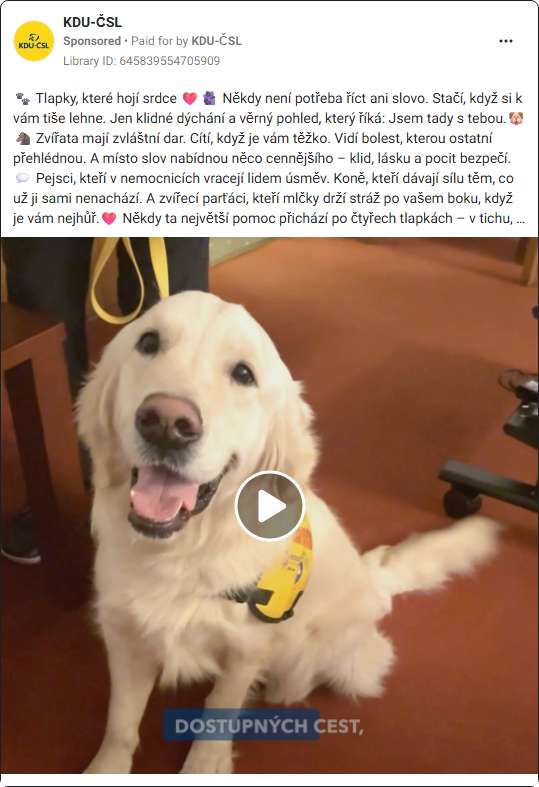 KDU-ČSL
Sponsored • Paid for by KDU-ČSL
Library ID: 645839554705909
KDU-ČSL
🐾 Tlapky, které hojí srdce ❤️ 🐩 Někdy není potřeba říct ani slovo. Stačí, když si k
vám tiše lehne. Jen klidné dýchání a věrný pohled, který říká: Jsem tady s tebou. 🐶
🐴 Zvířata mají zvláštní dar. Cítí, když je vám těžko. Vidí bolest, kterou ostatní
přehlédnou. A místo slov nabídnou něco cennějšího – klid, lásku a pocit bezpečí.
💬 Pejsci, kteří v nemocnicích vracejí lidem úsměv. Koně, kteří dávají sílu těm, co
už ji sami nenachází. A zvířecí parťáci, kteří mlčky drží stráž po vašem boku, když
je vám nejhůř. ❤️ Někdy ta největší pomoc přichází po čtyřech tlapkách – v tichu, ...
DOSTUPNÝCH CEST,